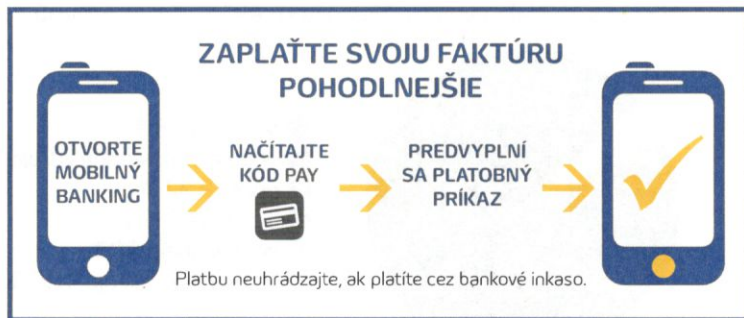 ZAPLAŤTE SVOJU FAKTÚRU
POHODLNEJŠIE
OTVORTE
MOBILNÝ
BANKING
NAČÍTAJTE
KÓD PAY
PREDVYPLNÍ
SA PLATOBNÝ
PRÍKAZ
Platbu neuhrádzajte, ak platíte cez bankové inkaso.